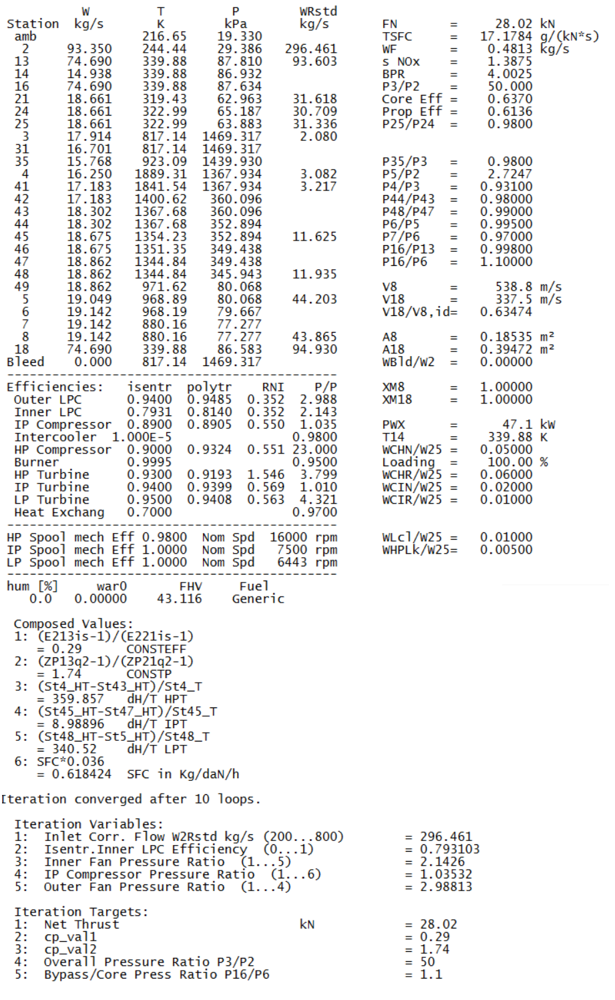 W T P WRstd
Station kg/s K kPa kg/s FN = 28.02 kN
amb 216.65 19.330 TSFC = 17.1784 g/(kN*s)
2 93.350 244.44 29.386 296.461 WF = 0.4813 kg/s
13 74.690 339.88 87.810 93.603 s NOx = 1.3875
14 14.938 339.88 86.932 BPR = 4.0025
16 74.690 339.88 87.634 P3/P2 = 50.000
21 18.661 319.43 62.963 31.618 Core Eff = 0.6370
24 18.661 322.99 65.187 30.709 Prop Eff = 0.6136
25 18.661 322.99 63.883 31.336 P25/P24 = 0.9800
3 17.914 817.14 1469.317 2.080
31 16.701 817.14 1469.317
35 15.768 923.09 1439.930 P35/P3 = 0.9800
4 16.250 1889.31 1367.934 3.082 P5/P2 = 2.7247
41 17.183 1841.54 1367.934 3.217 P4/P3 = 0.93100
42 17.183 1400.62 360.096 P44/P43 = 0.98000
43 18.302 1367.68 360.096 P48/P47 = 0.99000
44 18.302 1367.68 352.894 P6/P5 = 0.99500
45 18.675 1354.23 352.894 11.625 P7/P6 = 0.97000
46 18.675 1351.35 349.438 P16/P13 = 0.99800
47 18.862 1344.84 349.438 P16/P6 = 1.10000
48 18.862 1344.84 345.943 11.935
49 18.862 971.62 80.068 V8 = 538.8 m/s
5 19.049 968.89 80.068 44.203 V18 = 337.5 m/s
6 19.142 968.19 79.667 V18/V8,id= 0.63474
7 19.142 880.16 77.277
8 19.142 880.16 77.277 43.865 A8 = 0.18535 m²
18 74.690 339.88 86.583 94.930 A18 = 0.39472 m²
Bleed 0.000 817.14 1469.317 WBld/W2 = 0.00000
--------------------------------------------------
Efficiencies: isentr polytr RNI P/P XM8 = 1.00000
Outer LPC 0.9400 0.9485 0.352 2.988 XM18 = 1.00000
Inner LPC 0.7931 0.8140 0.352 2.143
IP Compressor 0.8900 0.8905 0.550 1.035 PWX = 47.1 kW
Intercooler 1.000E-5 0.9800 T14 = 339.88 K
HP Compressor 0.9000 0.9324 0.551 23.000 WCHN/W25 = 0.05000
Burner 0.9995 0.9500 Loading = 100.00 %
HP Turbine 0.9300 0.9193 1.546 3.799 WCHR/W25 = 0.06000
IP Turbine 0.9400 0.9399 0.569 1.010 WCIN/W25 = 0.02000
LP Turbine 0.9500 0.9408 0.563 4.321 WCIR/W25 = 0.01000
Heat Exchang 0.7000 0.9700
--------------------------------------------------
HP Spool mech Eff 0.9800 Nom Spd 16000 rpm WLcl/W25 = 0.01000
IP Spool mech Eff 1.0000 Nom Spd 7500 rpm WHPLk/W25= 0.00500
LP Spool mech Eff 1.0000 Nom Spd 6443 rpm
--------------------------------------------------
hum [%] war0 FHV Fuel
0.0 0.00000 43.116 Generic
Composed Values:
1: (E213is-1)/(E221is-1)
= 0.29 CONSTEFF
2: (ZP13q2-1)/(ZP21q2-1)
= 1.74 CONSTP
3: (St4_HT-St43_HT)/St4_T
= 359.857 dH/T HPT
4: (St45_HT-St47_HT)/St45_T
= 8.98896 dH/T IPT
5: (St48_HT-St5_HT)/St48_T
= 340.52 dH/T LPT
6: SFC*0.036
= 0.618424 SFC in Kg/daN/h
Iteration converged after 10 loops.
Iteration Variables:
1: Inlet Corr. Flow W2Rstd kg/s (200...800) = 296.461
2: Isentr.Inner LPC Efficiency (0...1) = 0.793103
3: Inner Fan Pressure Ratio (1...5) = 2.1426
4: IP Compressor Pressure Ratio (1...6) = 1.03532
5: Outer Fan Pressure Ratio (1...4) = 2.98813
Iteration Targets:
1: Net Thrust kN = 28.02
2: cp_val1 = 0.29
3: cp_val2 = 1.74
4: Overall Pressure Ratio P3/P2 = 50
5: Bypass/Core Press Ratio P16/P6 = 1.1